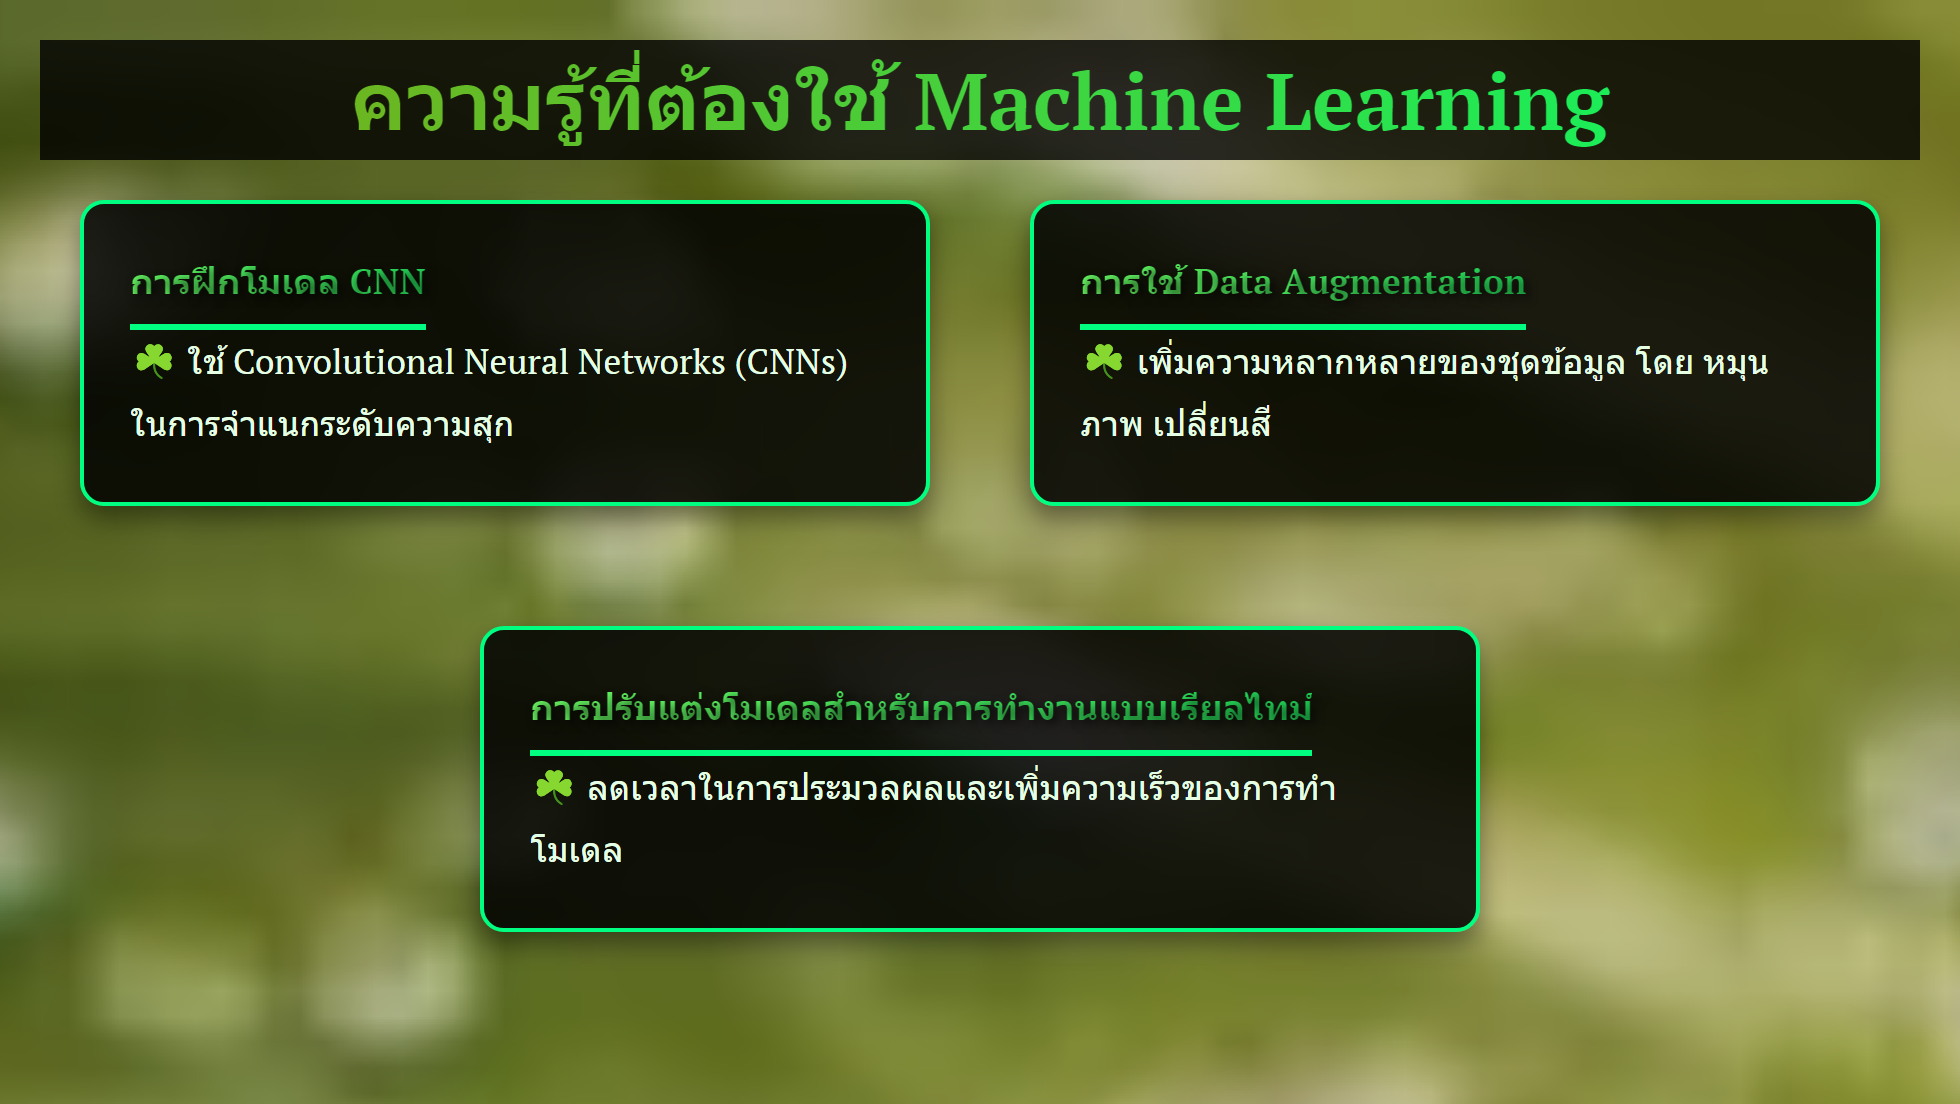 ความรู้ที่ต้องใช้ Machine Learning
การฝึกโมเดล CNN
☘ ใช้ Convolutional Neural Networks (CNNs)
ในการจำแนกระดับความสุก
การใช้ Data Augmentation
☘ เพิ่มความหลากหลายของชุดข้อมูล โดย หมุน
ภาพ เปลี่ยนสี
การปรับแต่งโมเดลสำหรับการทำงานแบบเรียลไทม์
☘ ลดเวลาในการประมวลผลและเพิ่มความเร็วของการทำ
โมเดล